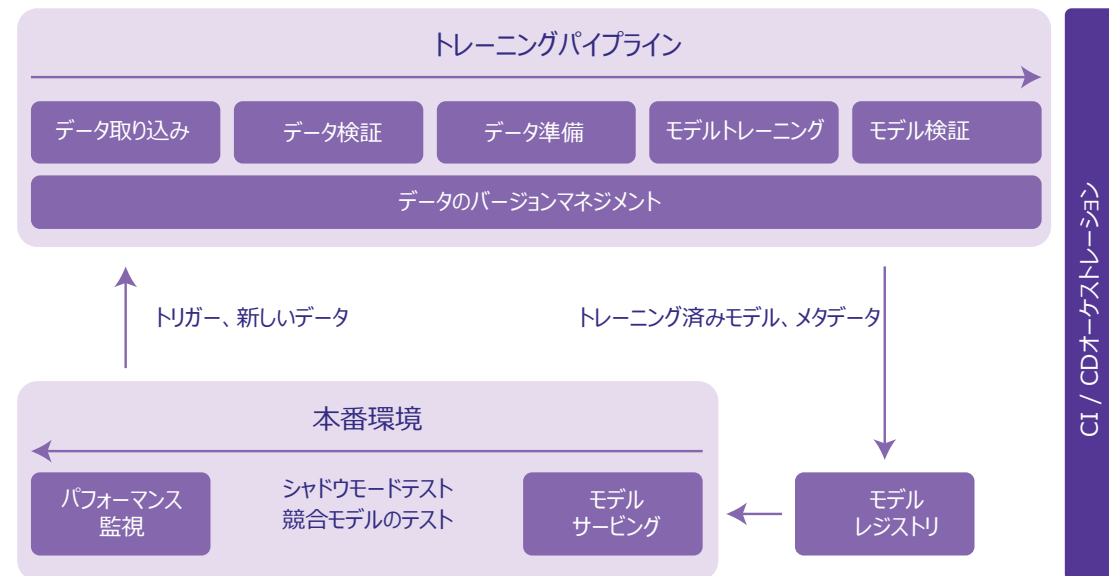 トレーニングパイプライン
データ取り込み
データ検証
データ準備
モデルトレーニング
モデル検証
データのバージョンマネジメント
トリガー、新しいデータ
トレーニング済みモデル、メタデータ
本番環境
パフォーマンス
監視
シャドウモードテスト
競合モデルのテスト
モデル
サービング
モデル
レジストリ
CI / CDオーケストレーション